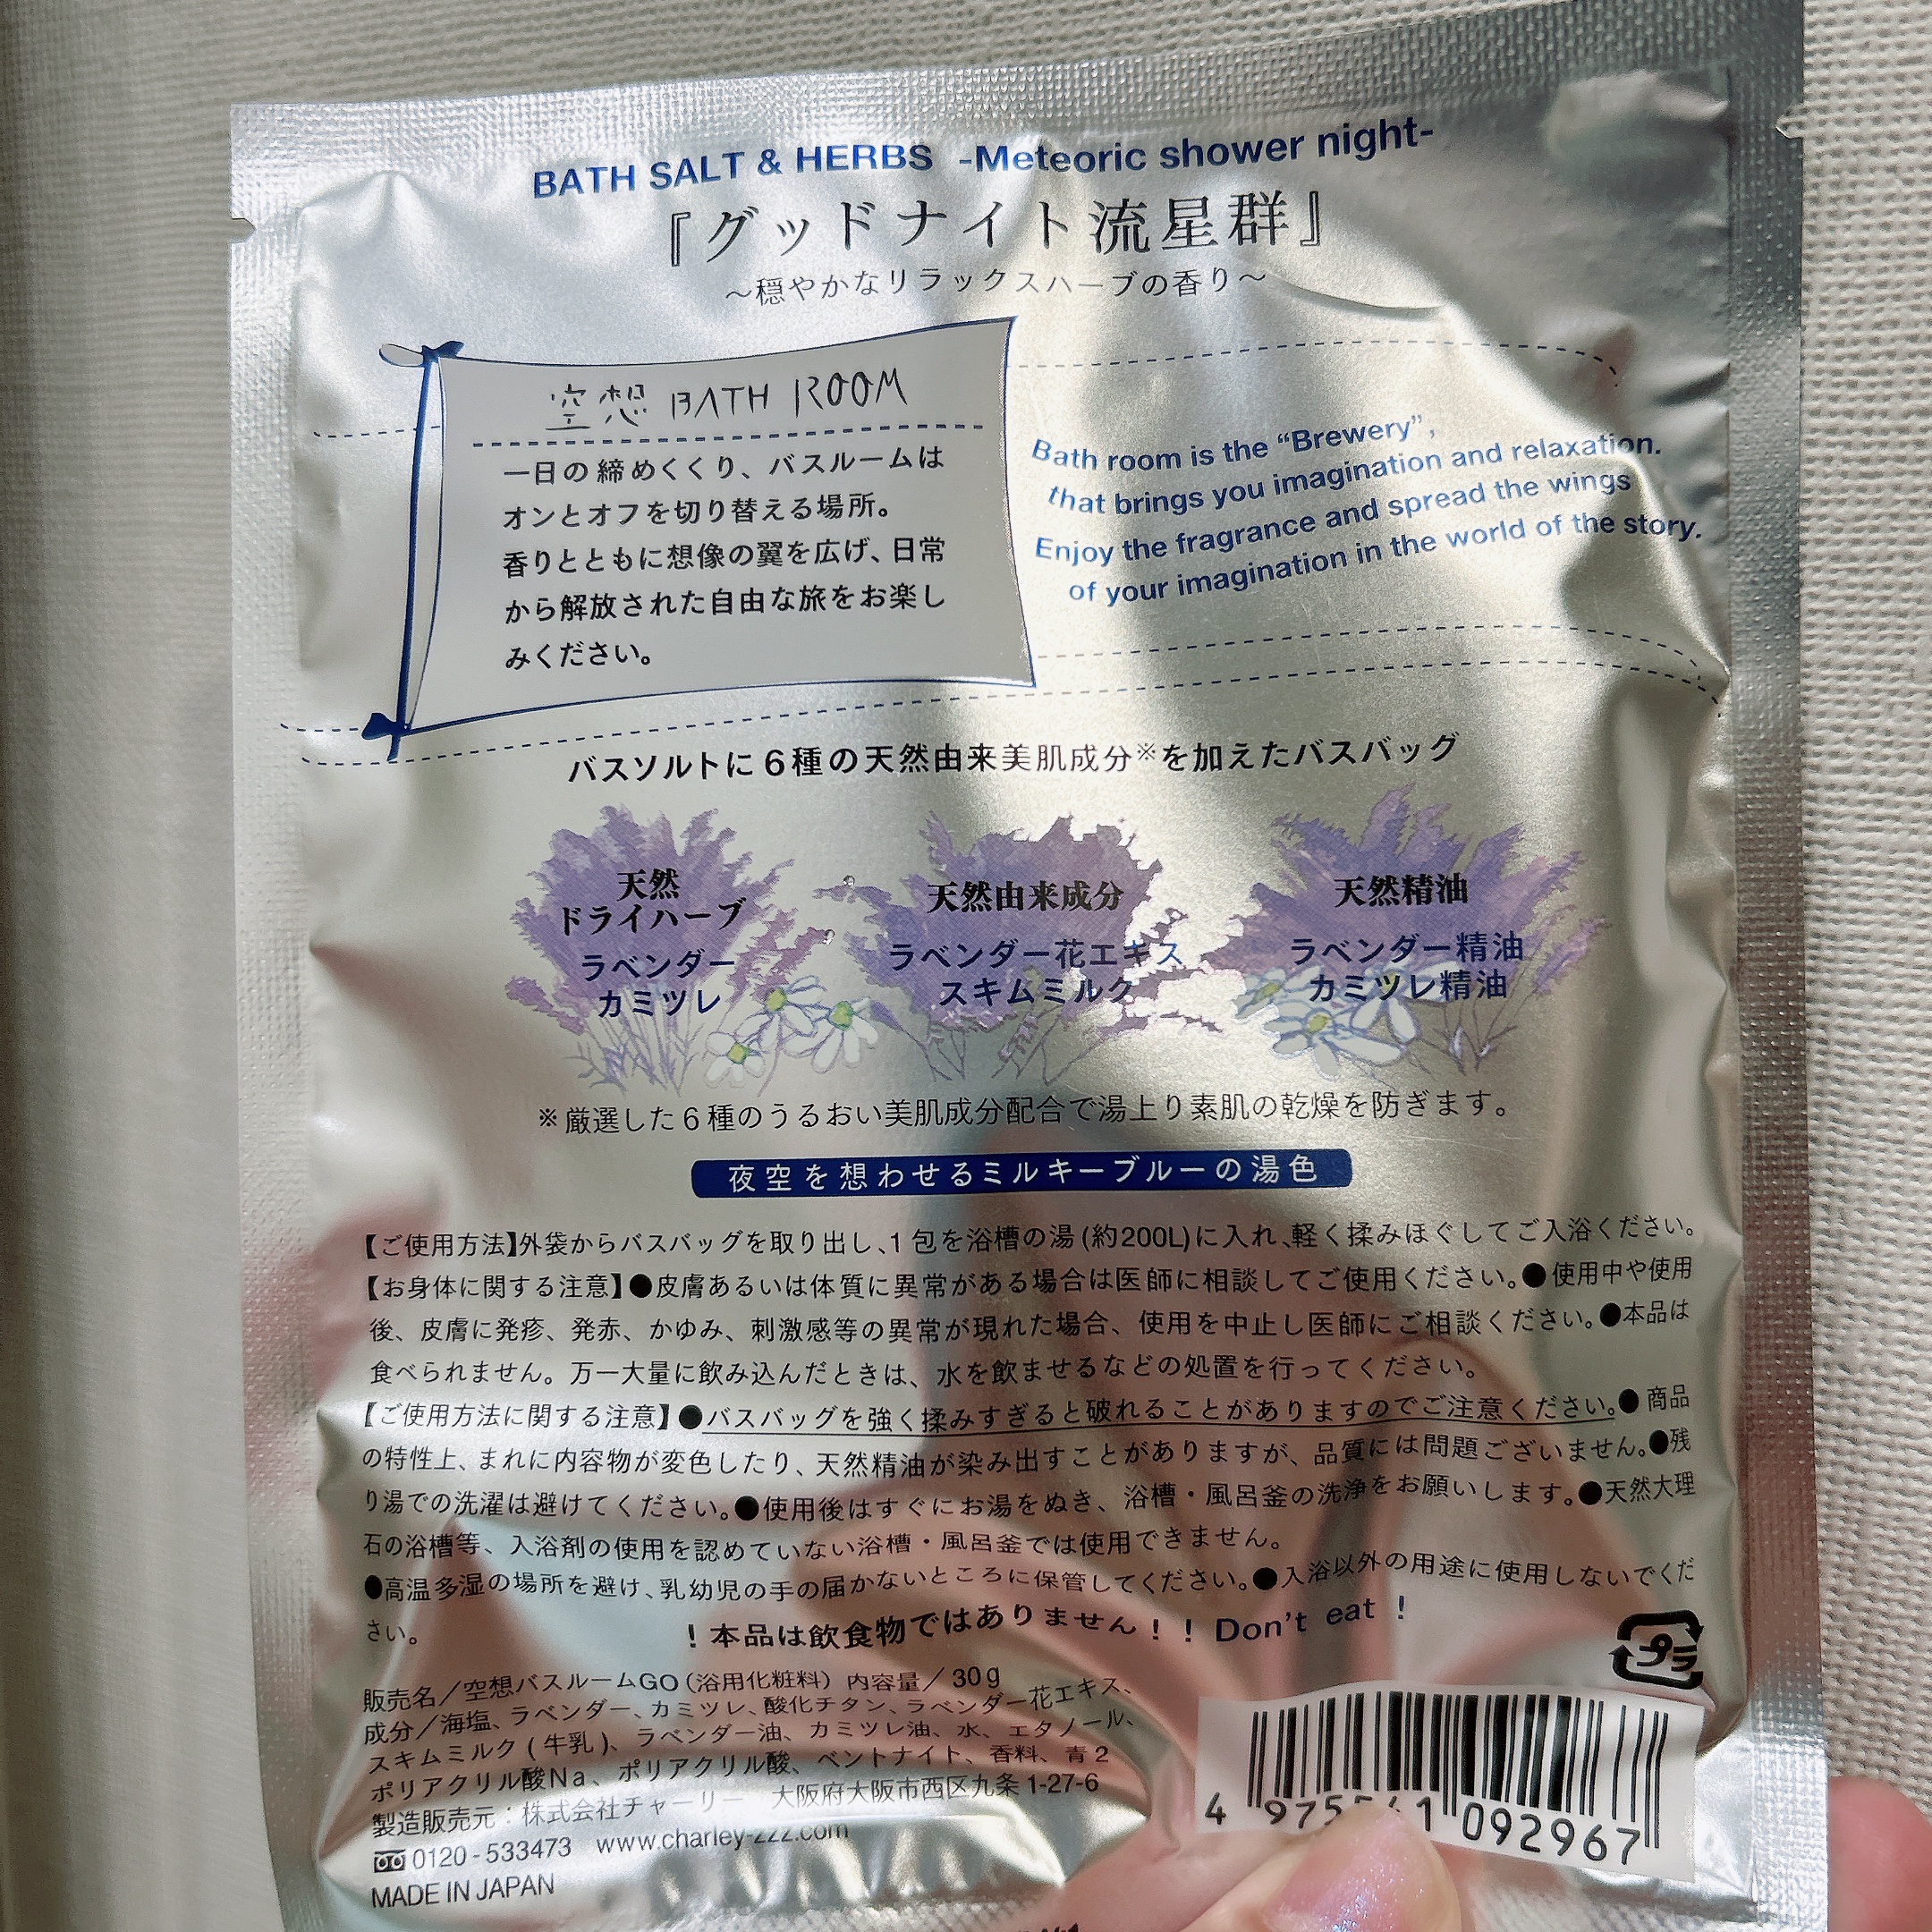 BATH SALT & HERBS -Meteoric shower night-
『グッドナイト流星群』
～穏やかなリラックスハーブの香り～
空想 BATH ROOM
一日の締めくくり、バスルームは
オンとオフを切り替える場所。
香りとともに想像の翼を広げ、日常
から解放された自由な旅をお楽し
みください。
Bath room is the “Brewery”,
that brings you imagination and relaxation.
Enjoy the fragrance and spread the wings
of your imagination in the world of the story.
バスソルトに6種の天然由来美肌成分※を加えたバスバッグ
天然
ドライハーブ
ラベンダー
カミツレ
天然由来成分
ラベンダー花エキス
スキムミルク
天然精油
ラベンダー精油
カミツレ精油
※厳選した6種のうるおい美肌成分配合で湯上り素肌の乾燥を防ぎます。
夜空を想わせるミルキーブルーの湯色
【ご使用方法】外袋からバスバッグを取り出し、1包を浴槽の湯(約200L)に入れ、軽く揉みほぐしてご入浴ください。
【お身体に関する注意】●皮膚あるいは体質に異常がある場合は医師に相談してご使用ください。●使用中や使用
後、皮膚に発疹、発赤、かゆみ、刺激感等の異常が現れた場合、使用を中止し医師にご相談ください。●本品は
食べられません。万一大量に飲み込んだときは、水を飲ませるなどの処置を行ってください。
【ご使用方法に関する注意】●バスバッグを強く揉みすぎると破れることがありますのでご注意ください。●商品
の特性上、まれに内容物が変色したり、天然精油が染み出すことがありますが、品質には問題ございません。●残
り湯での洗濯は避けてください。●使用後はすぐにお湯をぬき、浴槽・風呂釜の洗浄をお願いします。●天然大理
石の浴槽等、入浴剤の使用を認めていない浴槽・風呂釜では使用できません。
●高温多湿の場所を避け、乳幼児の手の届かないところに保管してください。●入浴以外の用途に使用しないでくだ
さい。
！本品は飲食物ではありません！！Don't eat！
プラ
販売名／空想バスルームGO(浴用化粧料) 内容量／30g
成分／海塩、ラベンダー、カミツレ、酸化チタン、ラベンダー花エキス、
スキムミルク(牛乳)、ラベンダー油、カミツレ油、水、エタノール、
ポリアクリル酸Na、ポリアクリル酸、ベントナイト、香料、青2
製造販売元：株式会社チャーリー 大阪府大阪市西区九条1-27-6
0120-533473 www.charley-zzz.com
MADE IN JAPAN
4 1 092967